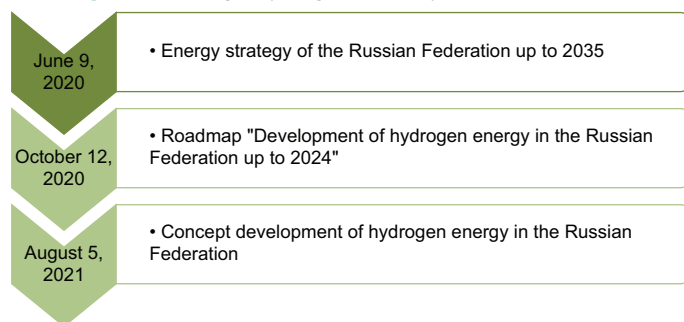 June 9,
2020
• Energy strategy of the Russian Federation up to 2035
October 12,
2020
• Roadmap "Development of hydrogen energy in the Russian
Federation up to 2024"
August 5,
2021
• Concept development of hydrogen energy in the Russian
Federation